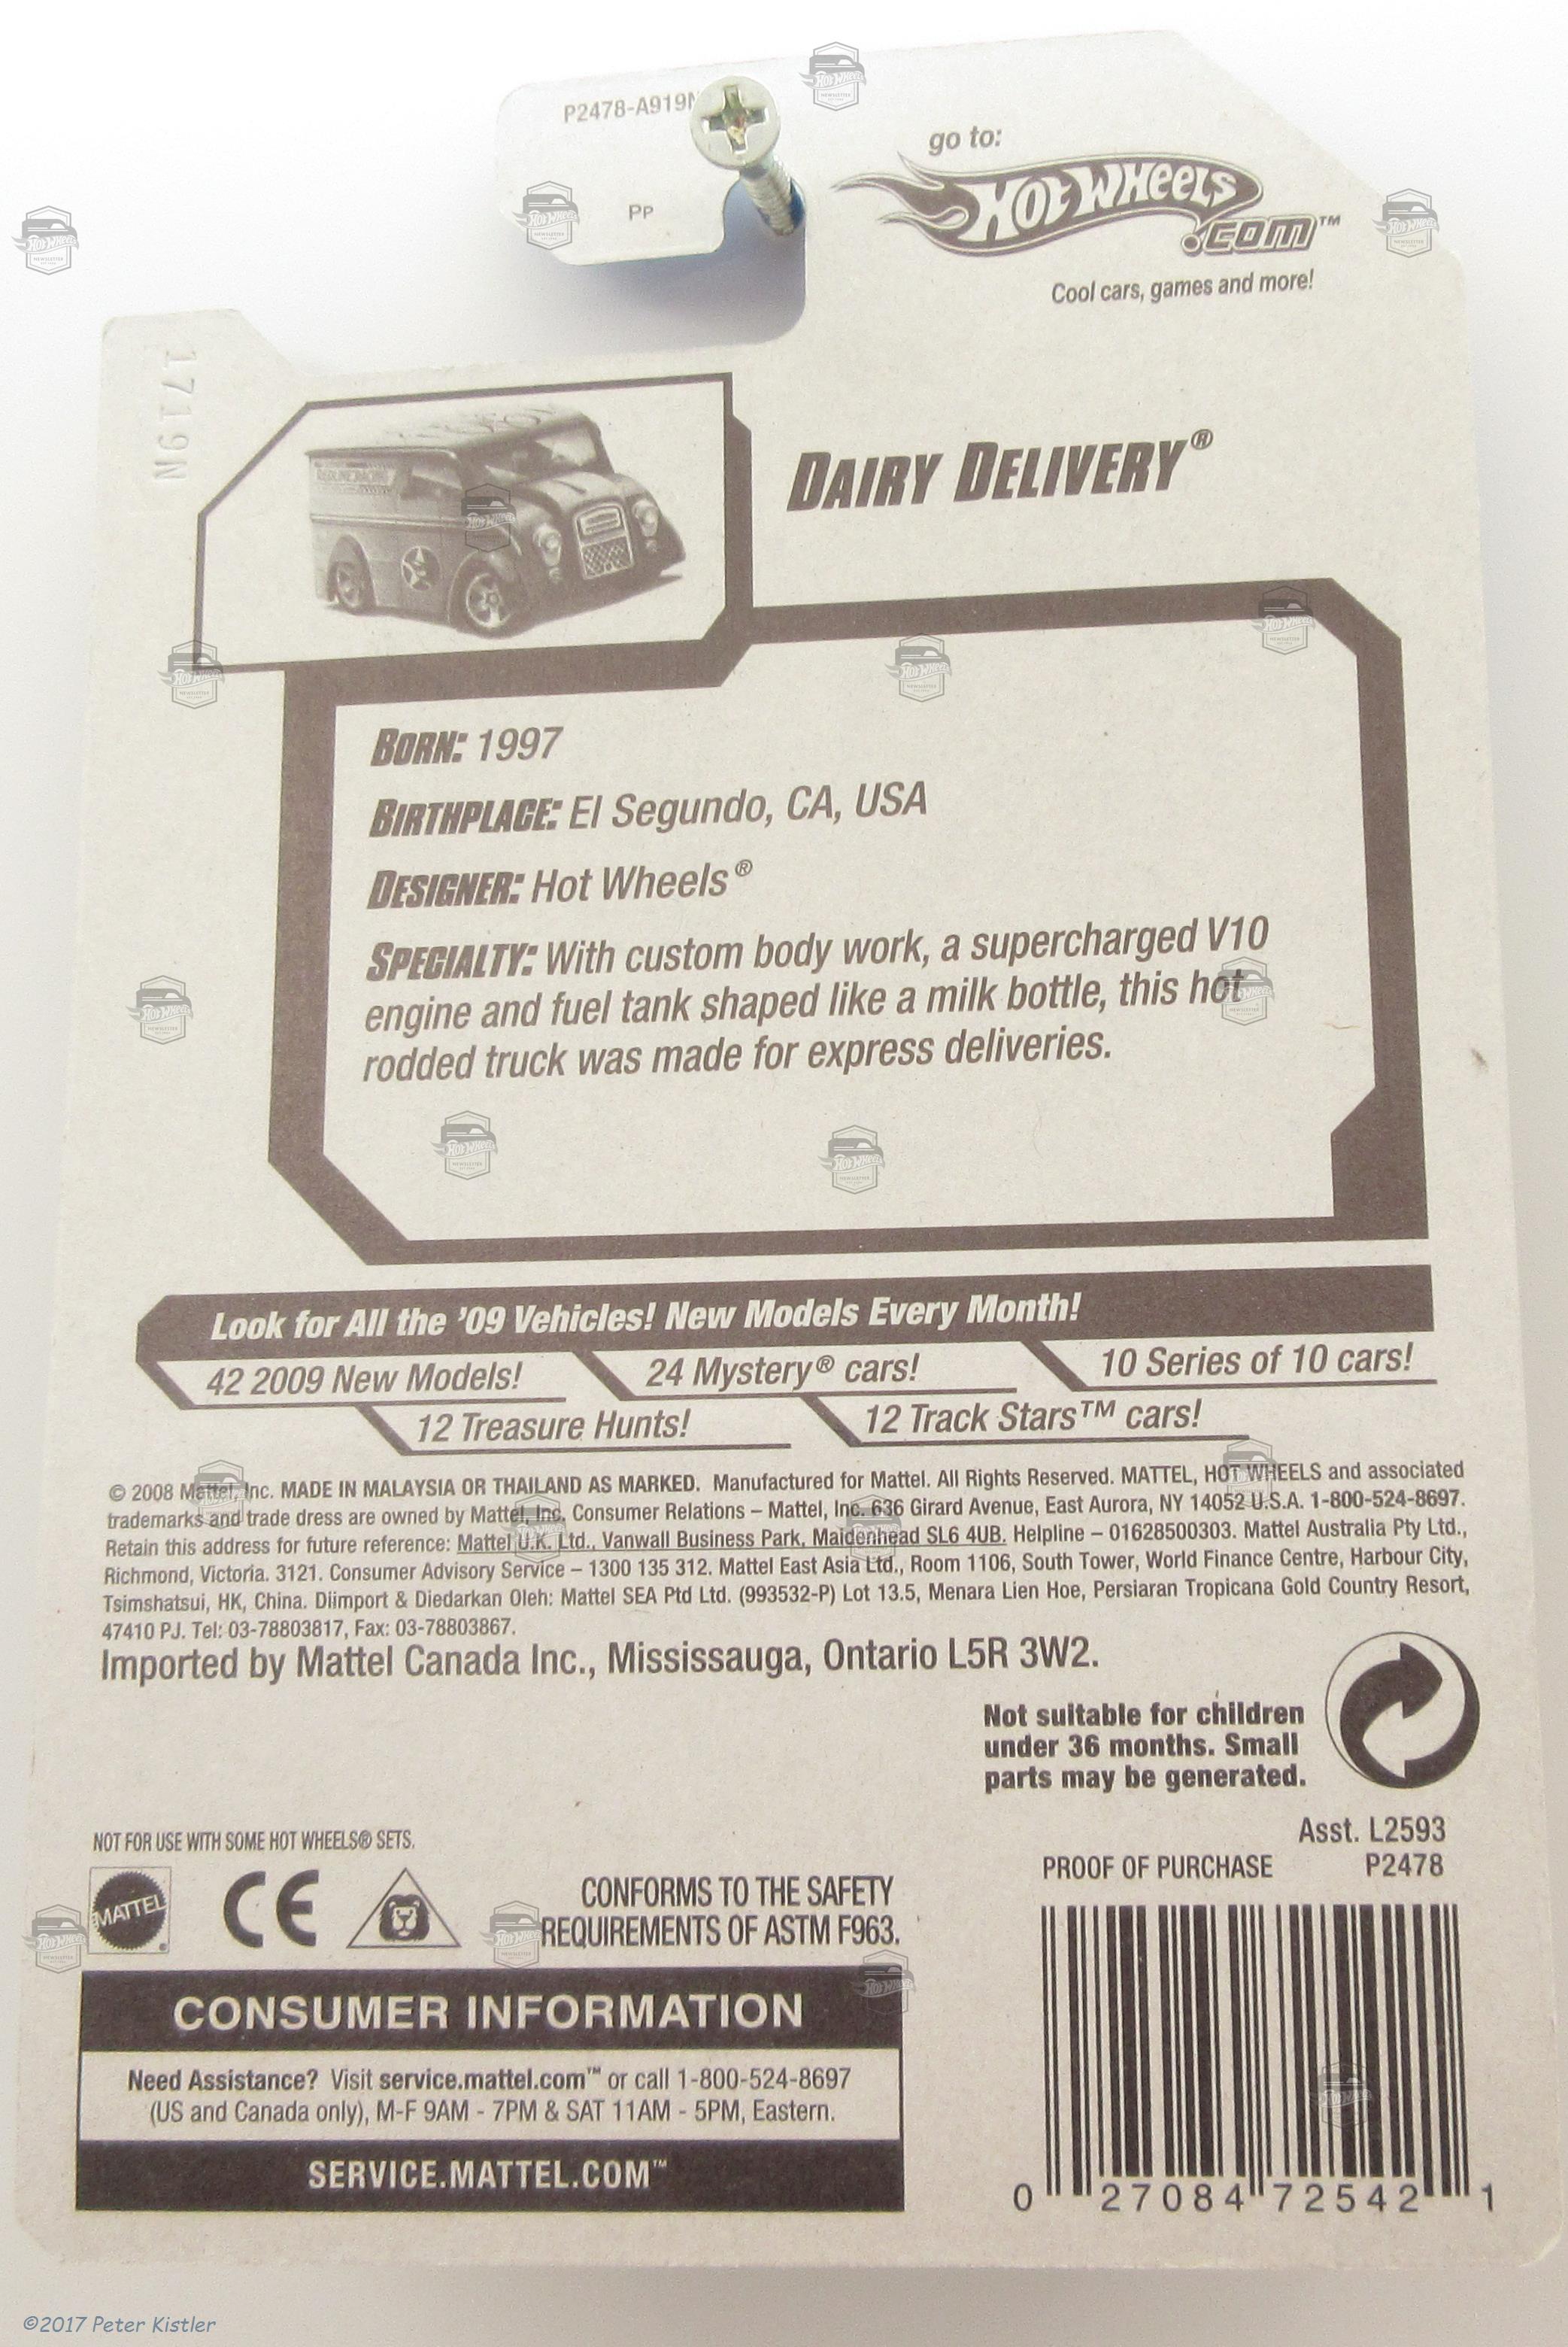 P2478-A919N
Pp
go to:
Hot Wheels
.com™
Cool cars, games and more!
1719N
Dairy Delivery®
Born: 1997
Birthplace: El Segundo, CA, USA
Designer: Hot Wheels®
Specialty: With custom body work, a supercharged V10
engine and fuel tank shaped like a milk bottle, this hot
rodded truck was made for express deliveries.
Look for All the '09 Vehicles! New Models Every Month!
42 2009 New Models!
24 Mystery® cars!
10 Series of 10 cars!
12 Treasure Hunts!
12 Track Stars™ cars!
© 2008 Mattel, Inc. MADE IN MALAYSIA OR THAILAND AS MARKED. Manufactured for Mattel. All Rights Reserved. MATTEL, HOT WHEELS and associated
trademarks and trade dress are owned by Mattel, Inc. Consumer Relations – Mattel, Inc. 636 Girard Avenue, East Aurora, NY 14052 U.S.A. 1-800-524-8697.
Retain this address for future reference: Mattel U.K. Ltd., Vanwall Business Park, Maidenhead SL6 4UB. Helpline – 01628500303. Mattel Australia Pty Ltd.,
Richmond, Victoria. 3121. Consumer Advisory Service – 1300 135 312. Mattel East Asia Ltd., Room 1106, South Tower, World Finance Centre, Harbour City,
Tsimshatsui, HK, China. Diimport & Diedarkan Oleh: Mattel SEA Ptd Ltd. (993532-P) Lot 13.5, Menara Lien Hoe, Persiaran Tropicana Gold Country Resort,
47410 PJ. Tel: 03-78803817, Fax: 03-78803867.
Imported by Mattel Canada Inc., Mississauga, Ontario L5R 3W2.
Not suitable for children
under 36 months. Small
parts may be generated.
NOT FOR USE WITH SOME HOT WHEELS® SETS.
MATTEL
CE
CONFORMS TO THE SAFETY
REQUIREMENTS OF ASTM F963.
Asst. L2593
PROOF OF PURCHASE P2478
CONSUMER INFORMATION
Need Assistance? Visit service.mattel.com™ or call 1-800-524-8697
(US and Canada only), M-F 9AM - 7PM & SAT 11AM - 5PM, Eastern.
SERVICE.MATTEL.COM™
0 27084 72542 1
©2017 Peter Kistler